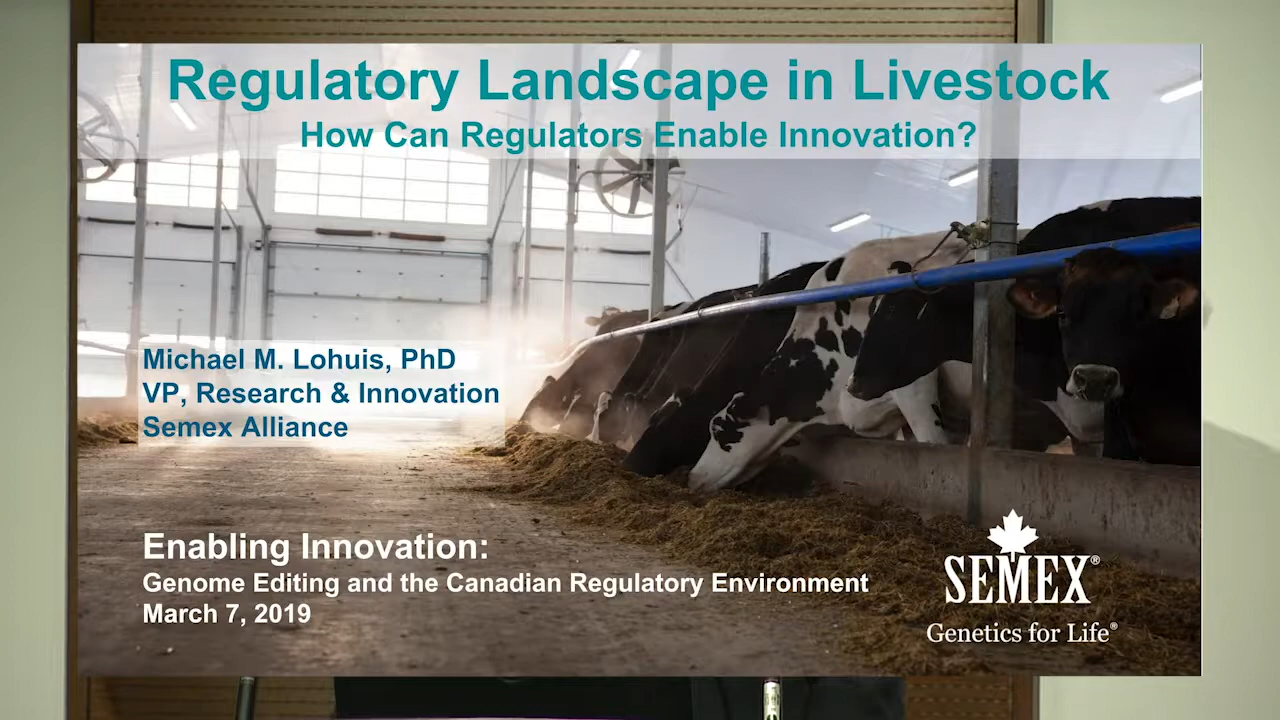 Regulatory Landscape in Livestock
How Can Regulators Enable Innovation?
Michael M. Lohuis, PhD
VP, Research & Innovation
Semex Alliance
Enabling Innovation:
Genome Editing and the Canadian Regulatory Environment
March 7, 2019
SEMEX®
Genetics for Life®